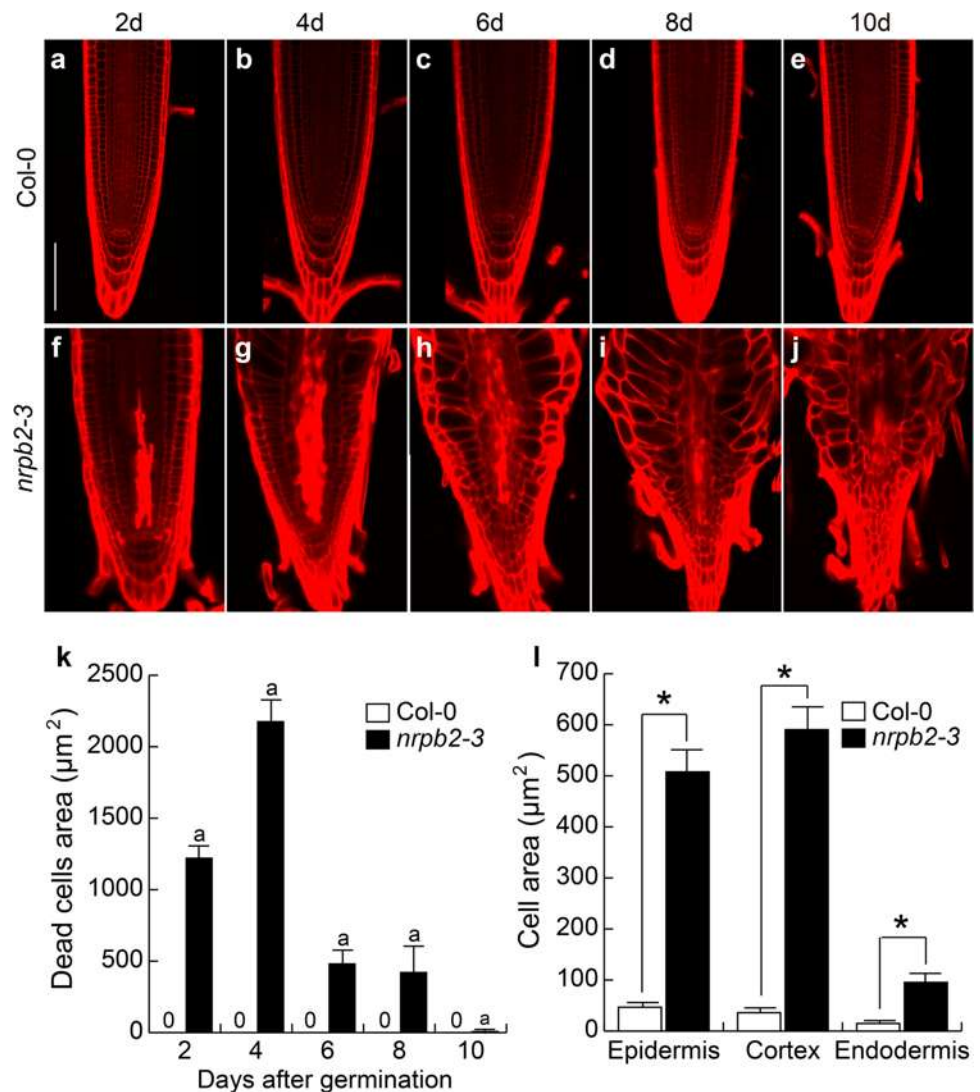 2d 4d 6d 8d 10d
a b c d e
Col-0
f g h i j
nrpb2-3
k
2500
2000
1500
1000
500
0
Dead cells area (µm²)
Col-0
nrpb2-3
a a a a a
0 0 0 0 0
2 4 6 8 10
Days after germination
l
700
600
500
400
300
200
100
0
Cell area (µm²)
Col-0
nrpb2-3
* * *
Epidermis Cortex Endodermis